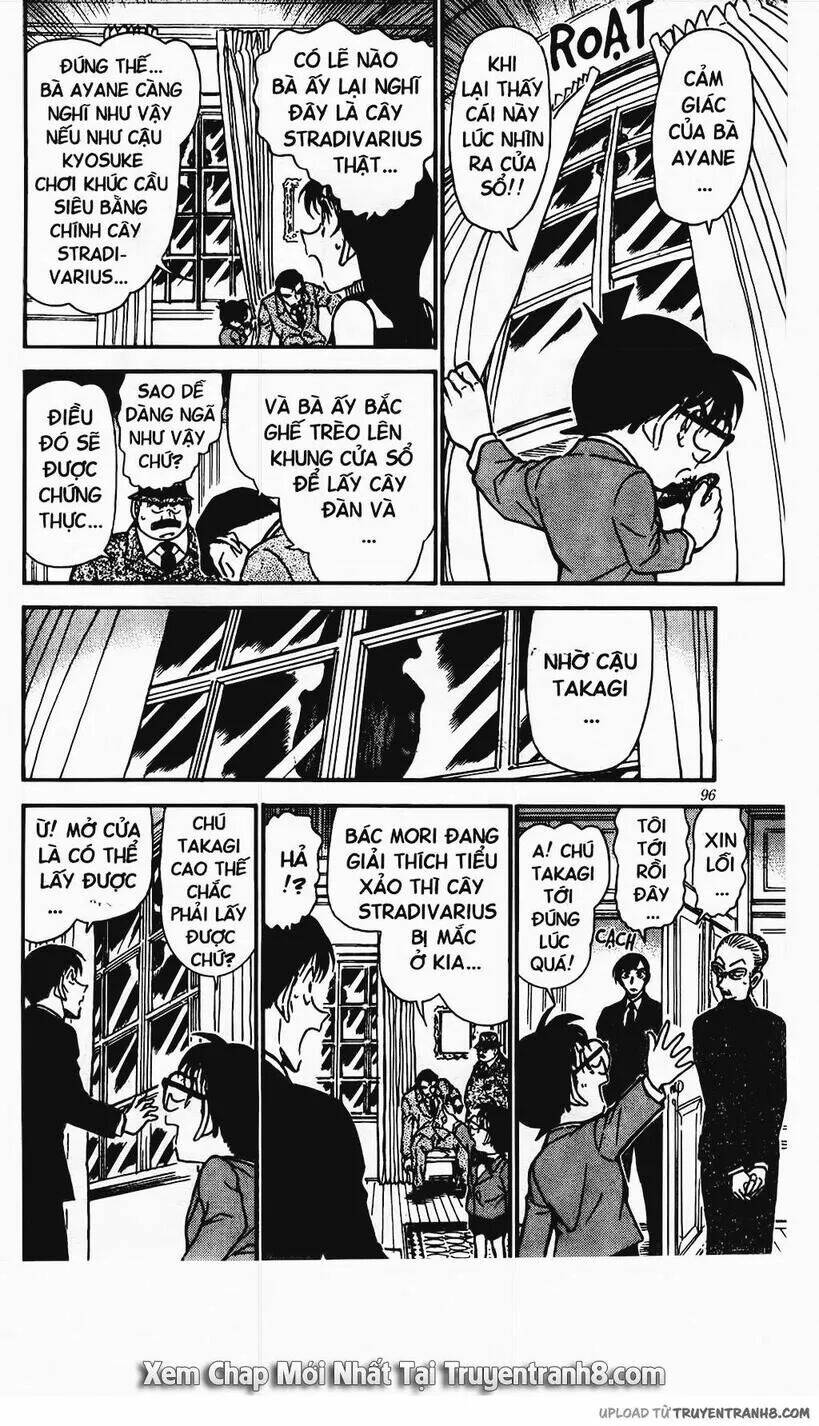 ROẠT
CẢM
GIÁC
CỦA BÀ
AYANE
...
KHI
LẠI THẤY
CÁI NÀY
LÚC NHÌN
RA CỬA
SỔ!!
CÓ LẼ NÀO
BÀ ẤY LẠI NGHĨ
ĐÂY LÀ CÂY
STRADIVARIUS
THẬT...
ĐÚNG THẾ...
BÀ AYANE CÀNG
NGHĨ NHƯ VẬY
NẾU NHƯ CẬU
KYOSUKE
CHƠI KHÚC CẦU
SIÊU BẰNG
CHÍNH CÂY
STRADI-
VARIUS...
VÀ BÀ ẤY BẮC
GHẾ TRÈO LÊN
KHUNG CỬA SỔ
ĐỂ LẤY CÂY
ĐÀN VÀ
...
SAO DỄ
DÀNG NGÃ
NHƯ VẬY
CHỨ?
ĐIỀU
ĐÓ SẼ
ĐƯỢC
CHỨNG
THỰC...
NHỜ CẬU
TAKAGI
...
96
XIN
LỖI...
TÔI
TỚI
RỒI
ĐÂY
...
CẠCH
A! CHÚ
TAKAGI
TỚI
ĐÚNG
LÚC
QUÁ!
BÁC MORI ĐANG
GIẢI THÍCH TIỂU
XẢO THÌ CÂY
STRADIVARIUS
BỊ MẮC
Ở KIA...
HẢ
!?
CHÚ
TAKAGI
CAO THẾ
CHẮC
PHẢI LẤY
ĐƯỢC
CHỨ?
Ừ! MỞ CỬA
LÀ CÓ THỂ
LẤY ĐƯỢC
...
Xem Chap Mới Nhất Tại Truyentranh8.com
UPLOAD TỪ TRUYENTRANH8.COM